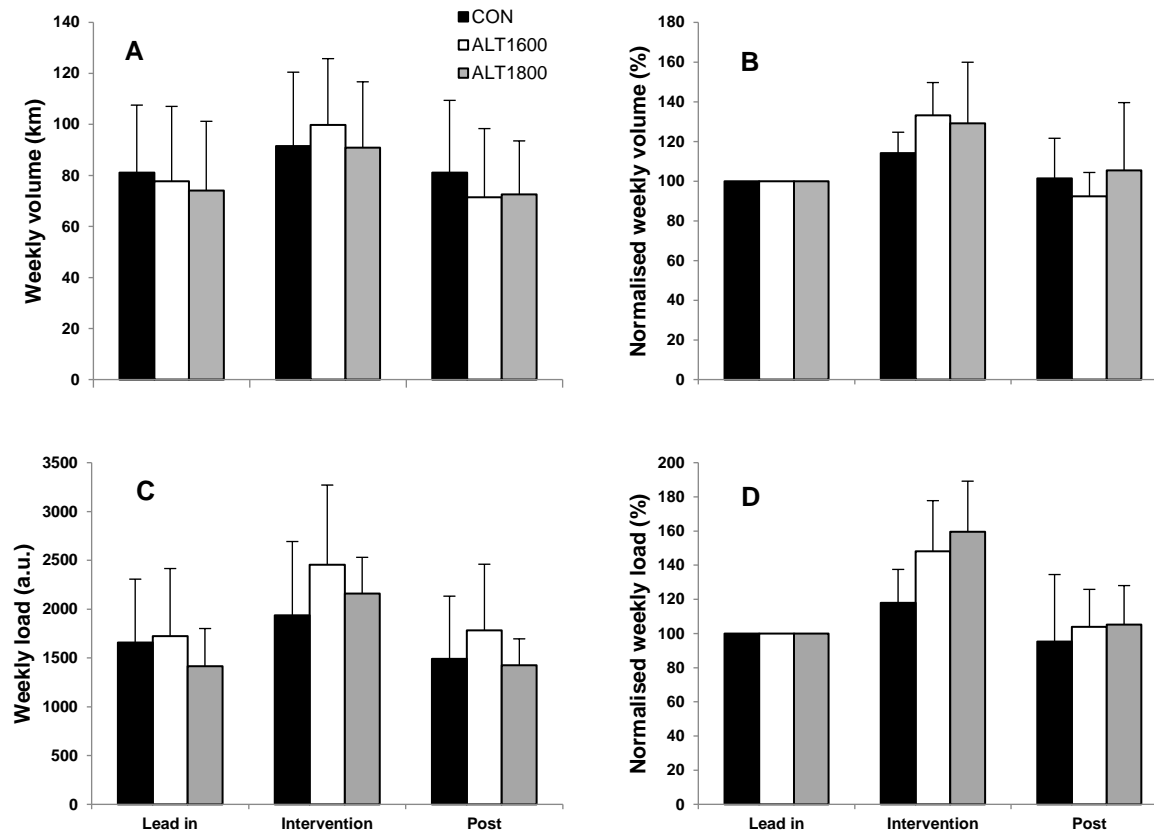 A
Weekly volume (km)
140
120
100
80
60
40
20
0
CON
ALT1600
ALT1800
B
Normalised weekly volume (%)
180
160
140
120
100
80
60
40
20
0
C
Weekly load (a.u.)
3500
3000
2500
2000
1500
1000
500
0
Lead in Intervention Post
D
Normalised weekly load (%)
200
180
160
140
120
100
80
60
40
20
0
Lead in Intervention Post